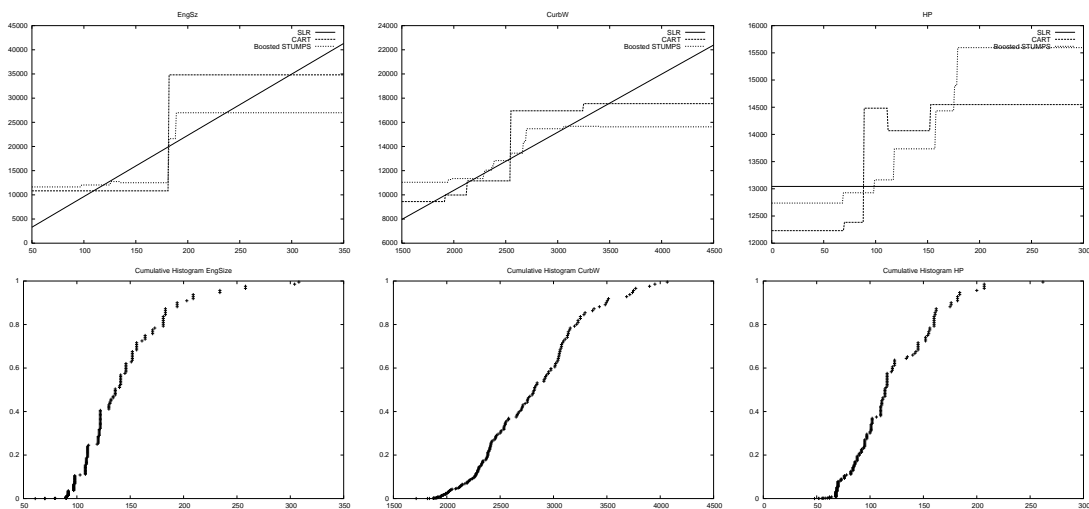 EngSz
SLR
CART
Boosted STUMPS
45000
40000
35000
30000
25000
20000
15000
10000
5000
0
50 100 150 200 250 300 350
CurbW
SLR
CART
Boosted STUMPS
24000
22000
20000
18000
16000
14000
12000
10000
8000
6000
1500 2000 2500 3000 3500 4000 4500
HP
SLR
CART
Boosted STUMPS
16000
15500
15000
14500
14000
13500
13000
12500
12000
0 50 100 150 200 250 300
Cumulative Histogram EngSize
1
0.8
0.6
0.4
0.2
0
50 100 150 200 250 300 350
Cumulative Histogram CurbW
1
0.8
0.6
0.4
0.2
0
1500 2000 2500 3000 3500 4000 4500
Cumulative Histogram HP
1
0.8
0.6
0.4
0.2
0
0 50 100 150 200 250 300